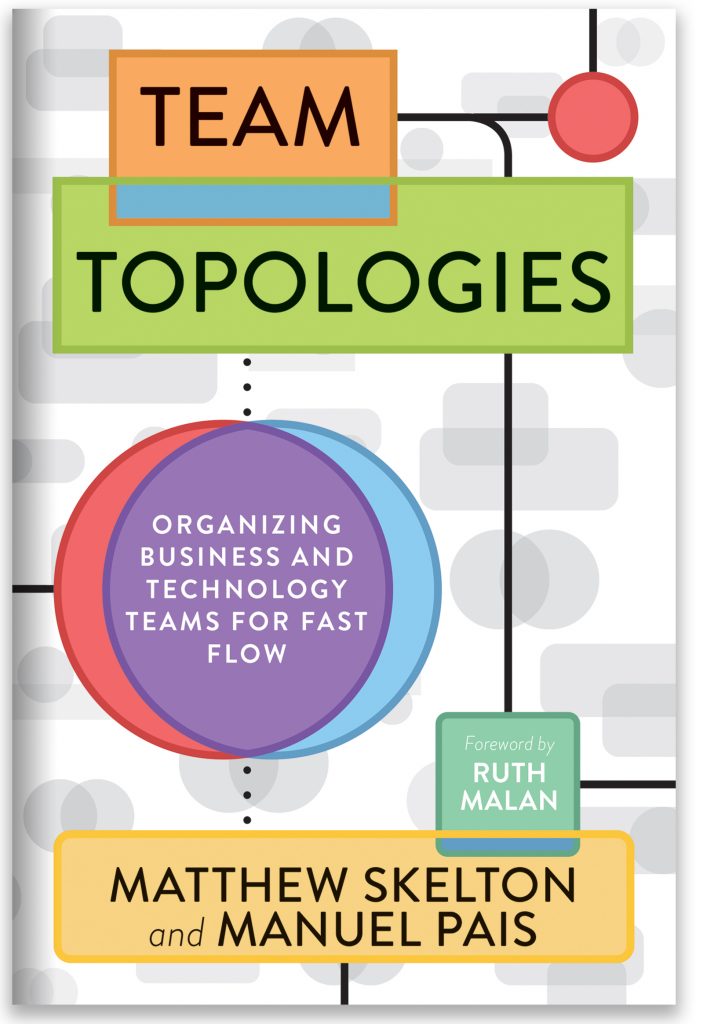 TEAM
TOPOLOGIES
ORGANIZING
BUSINESS AND
TECHNOLOGY
TEAMS FOR FAST
FLOW
Foreword by
RUTH
MALAN
MATTHEW SKELTON
and MANUEL PAIS